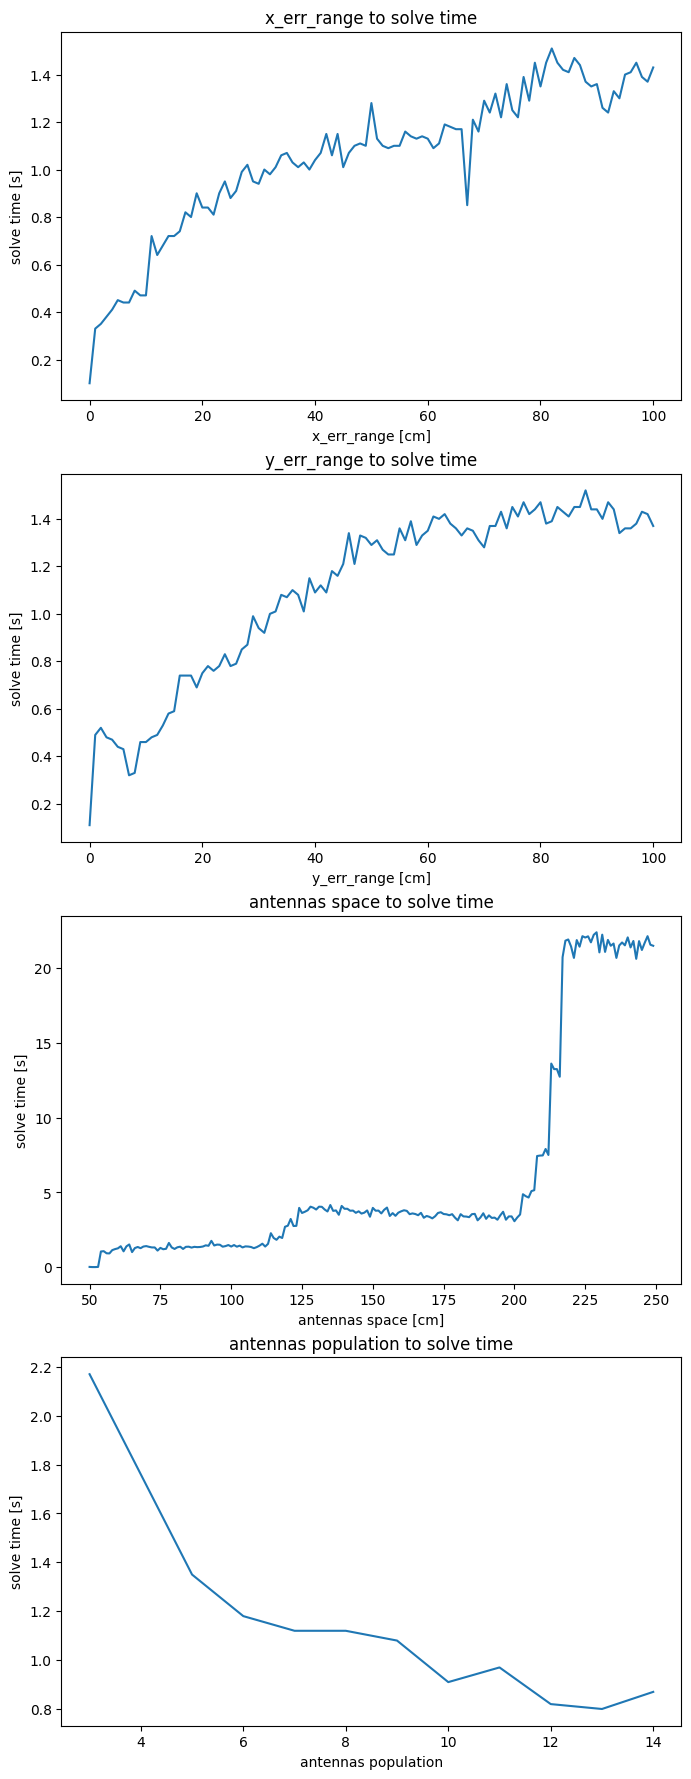 x_err_range to solve time
1.4
1.2
1.0
0.8
0.6
0.4
0.2
solve time [s]
0 20 40 60 80 100
x_err_range [cm]
y_err_range to solve time
1.4
1.2
1.0
0.8
0.6
0.4
0.2
solve time [s]
0 20 40 60 80 100
y_err_range [cm]
antennas space to solve time
20
15
10
5
0
solve time [s]
50 75 100 125 150 175 200 225 250
antennas space [cm]
antennas population to solve time
2.2
2.0
1.8
1.6
1.4
1.2
1.0
0.8
solve time [s]
4 6 8 10 12 14
antennas population